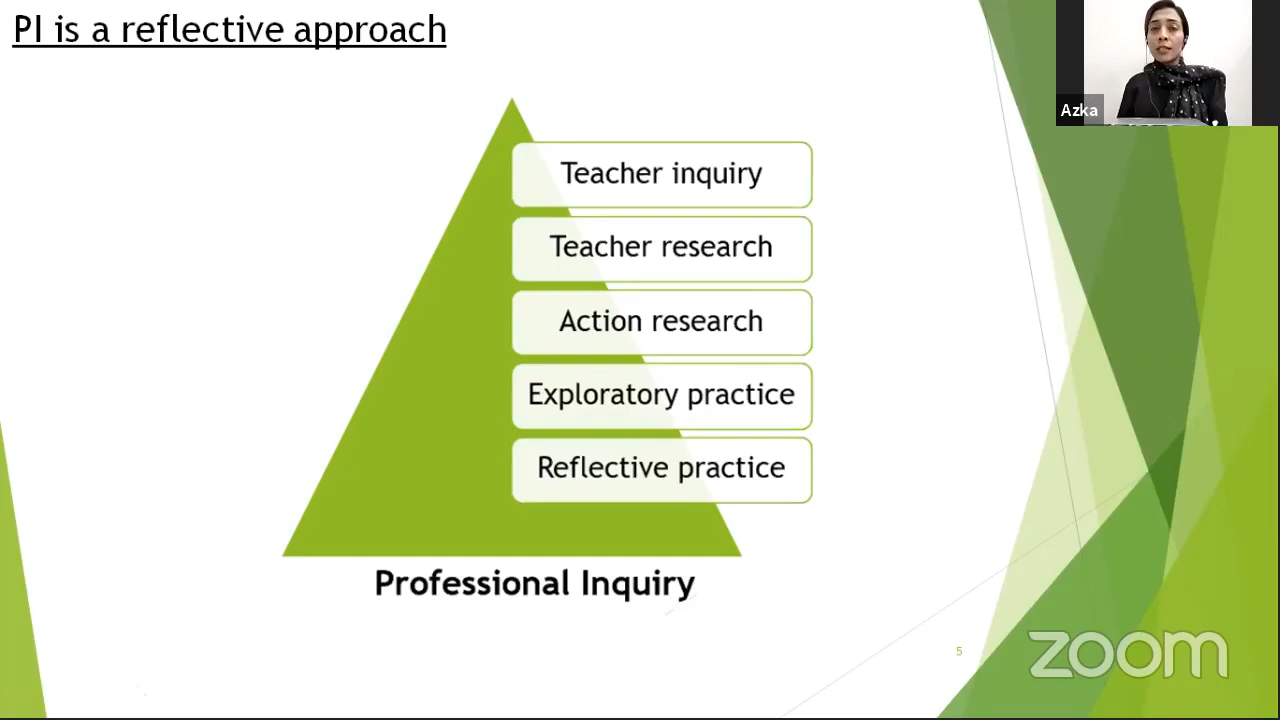 PI is a reflective approach
Azka
Teacher inquiry
Teacher research
Action research
Exploratory practice
Reflective practice
Professional Inquiry
5
zoom